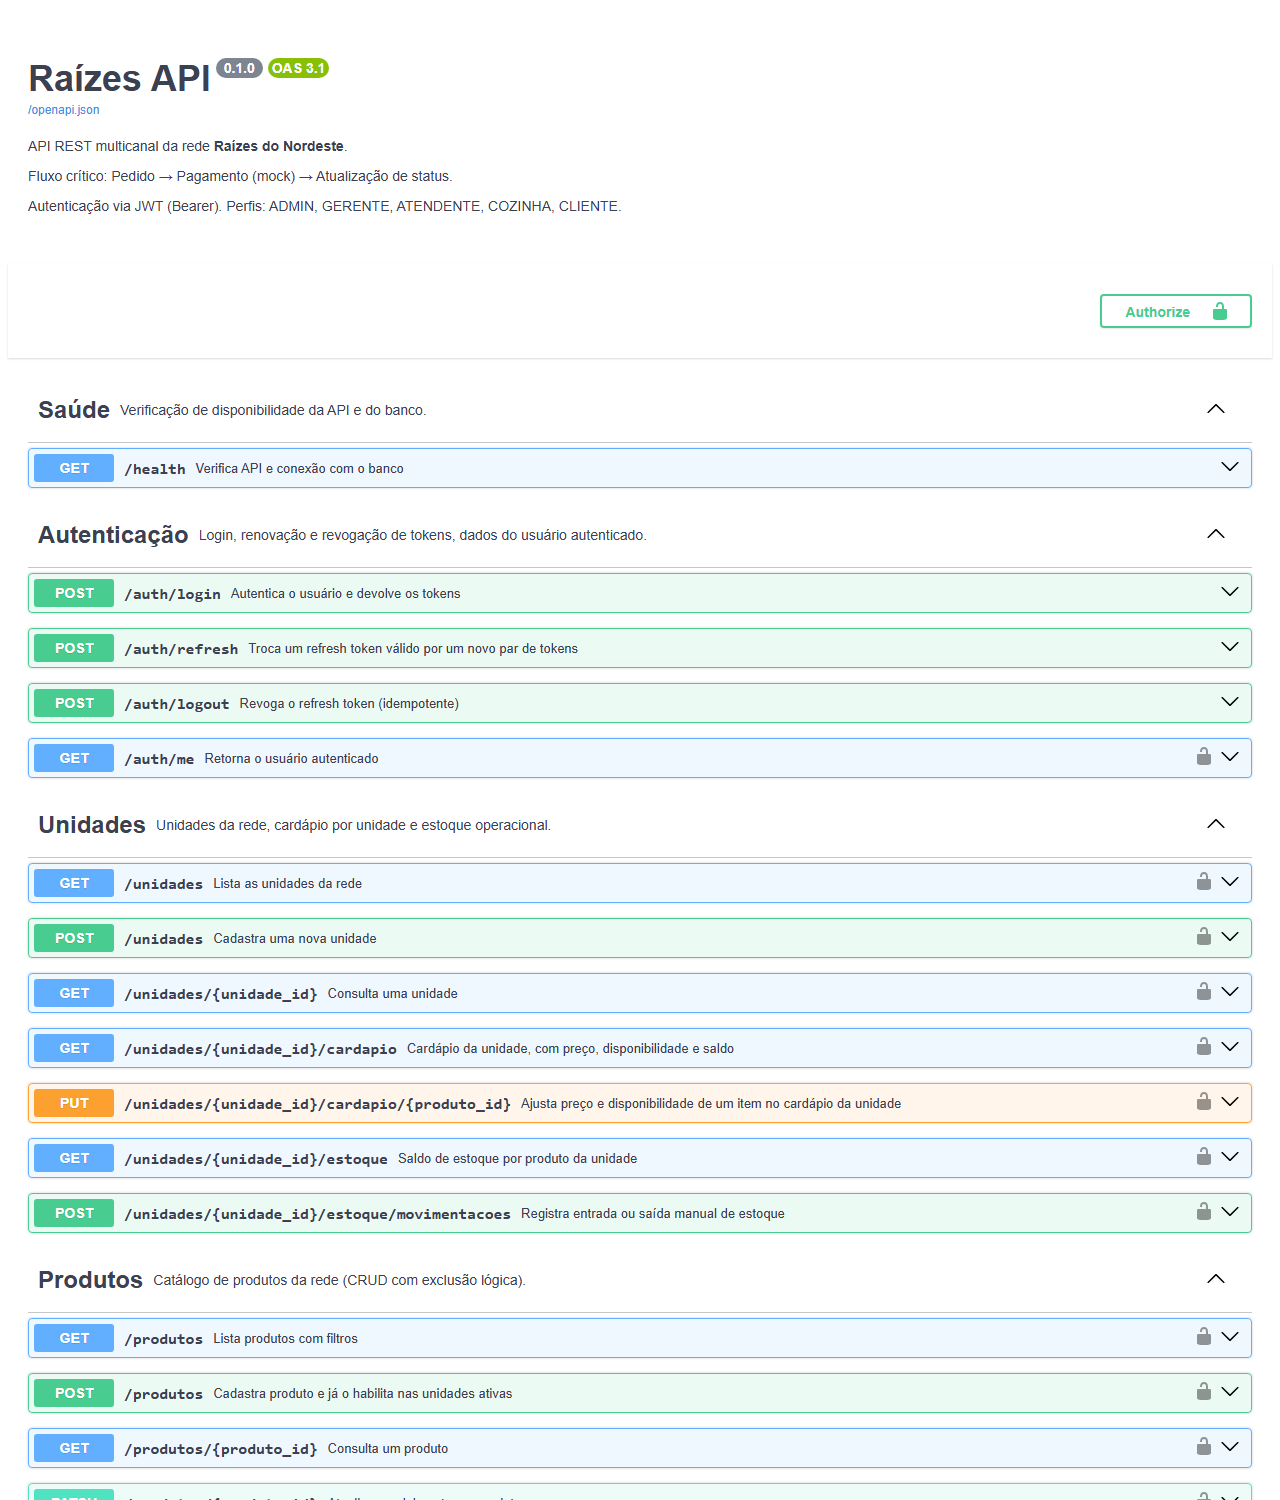 Raízes API 0.1.0 OAS 3.1
/openapi.json
API REST multicanal da rede Raízes do Nordeste.
Fluxo crítico: Pedido → Pagamento (mock) → Atualização de status.
Autenticação via JWT (Bearer). Perfis: ADMIN, GERENTE, ATENDENTE, COZINHA, CLIENTE.
Authorize
Saúde Verificação de disponibilidade da API e do banco.
GET /health Verifica API e conexão com o banco
Autenticação Login, renovação e revogação de tokens, dados do usuário autenticado.
POST /auth/login Autentica o usuário e devolve os tokens
POST /auth/refresh Troca um refresh token válido por um novo par de tokens
POST /auth/logout Revoga o refresh token (idempotente)
GET /auth/me Retorna o usuário autenticado
Unidades Unidades da rede, cardápio por unidade e estoque operacional.
GET /unidades Lista as unidades da rede
POST /unidades Cadastra uma nova unidade
GET /unidades/{unidade_id} Consulta uma unidade
GET /unidades/{unidade_id}/cardapio Cardápio da unidade, com preço, disponibilidade e saldo
PUT /unidades/{unidade_id}/cardapio/{produto_id} Ajusta preço e disponibilidade de um item no cardápio da unidade
GET /unidades/{unidade_id}/estoque Saldo de estoque por produto da unidade
POST /unidades/{unidade_id}/estoque/movimentacoes Registra entrada ou saída manual de estoque
Produtos Catálogo de produtos da rede (CRUD com exclusão lógica).
GET /produtos Lista produtos com filtros
POST /produtos Cadastra produto e já o habilita nas unidades ativas
GET /produtos/{produto_id} Consulta um produto